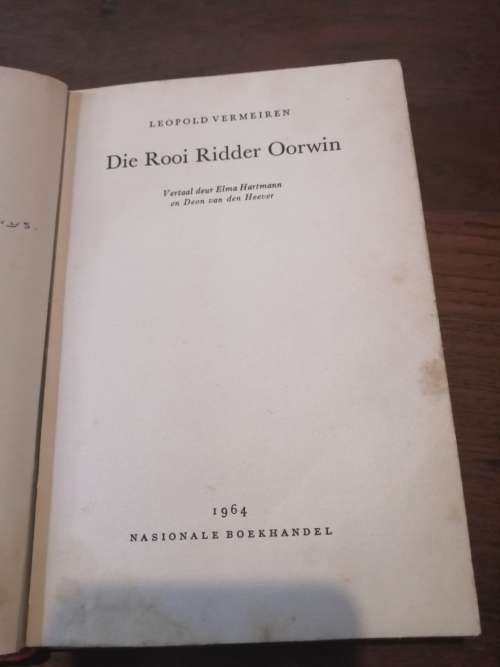 LEOPOLD VERMEIREN
Die Rooi Ridder Oorwin
Vertaal deur Elma Hartmann
en Deon van den Heever
1964
NASIONALE BOEKHANDEL